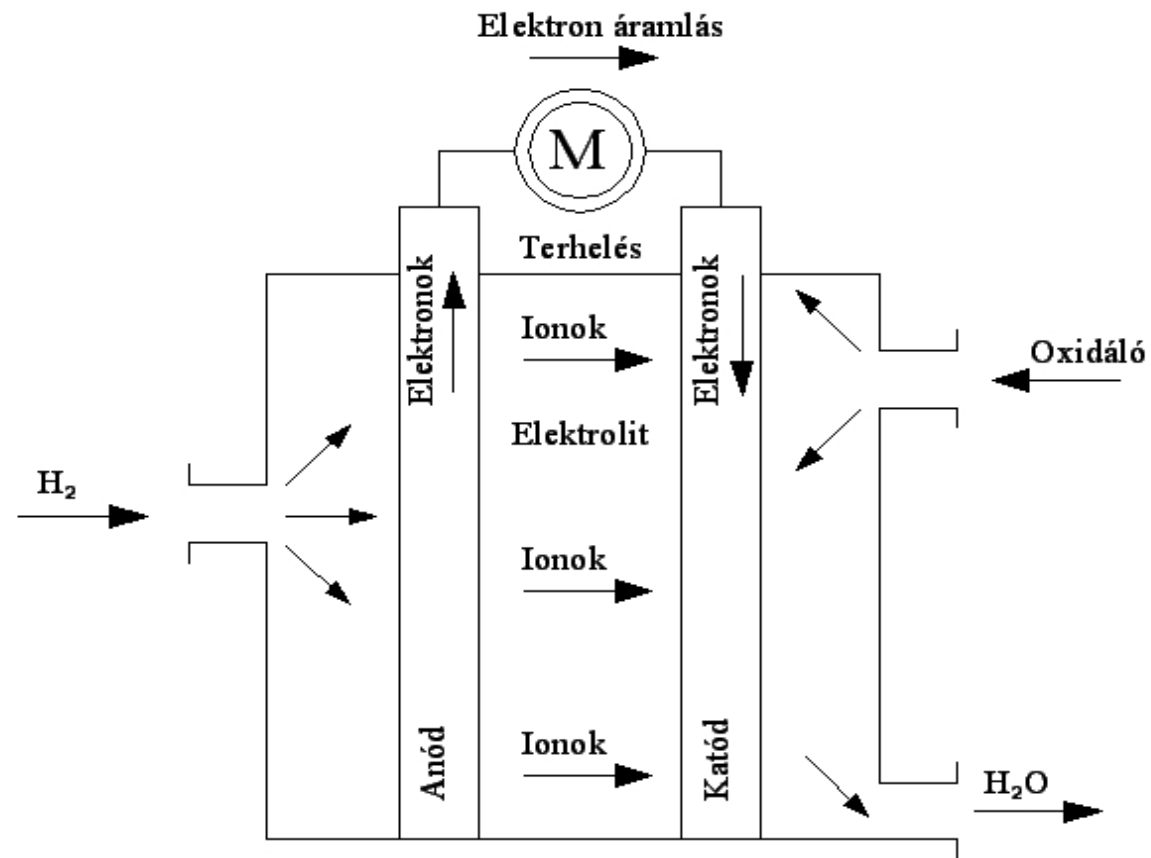 Elektron áramlás
M
Terhelés
Elektronok
Ionok
Elektronok
Oxidáló
Elektrolit
H₂
Ionok
Anód
Ionok
Katód
H₂O